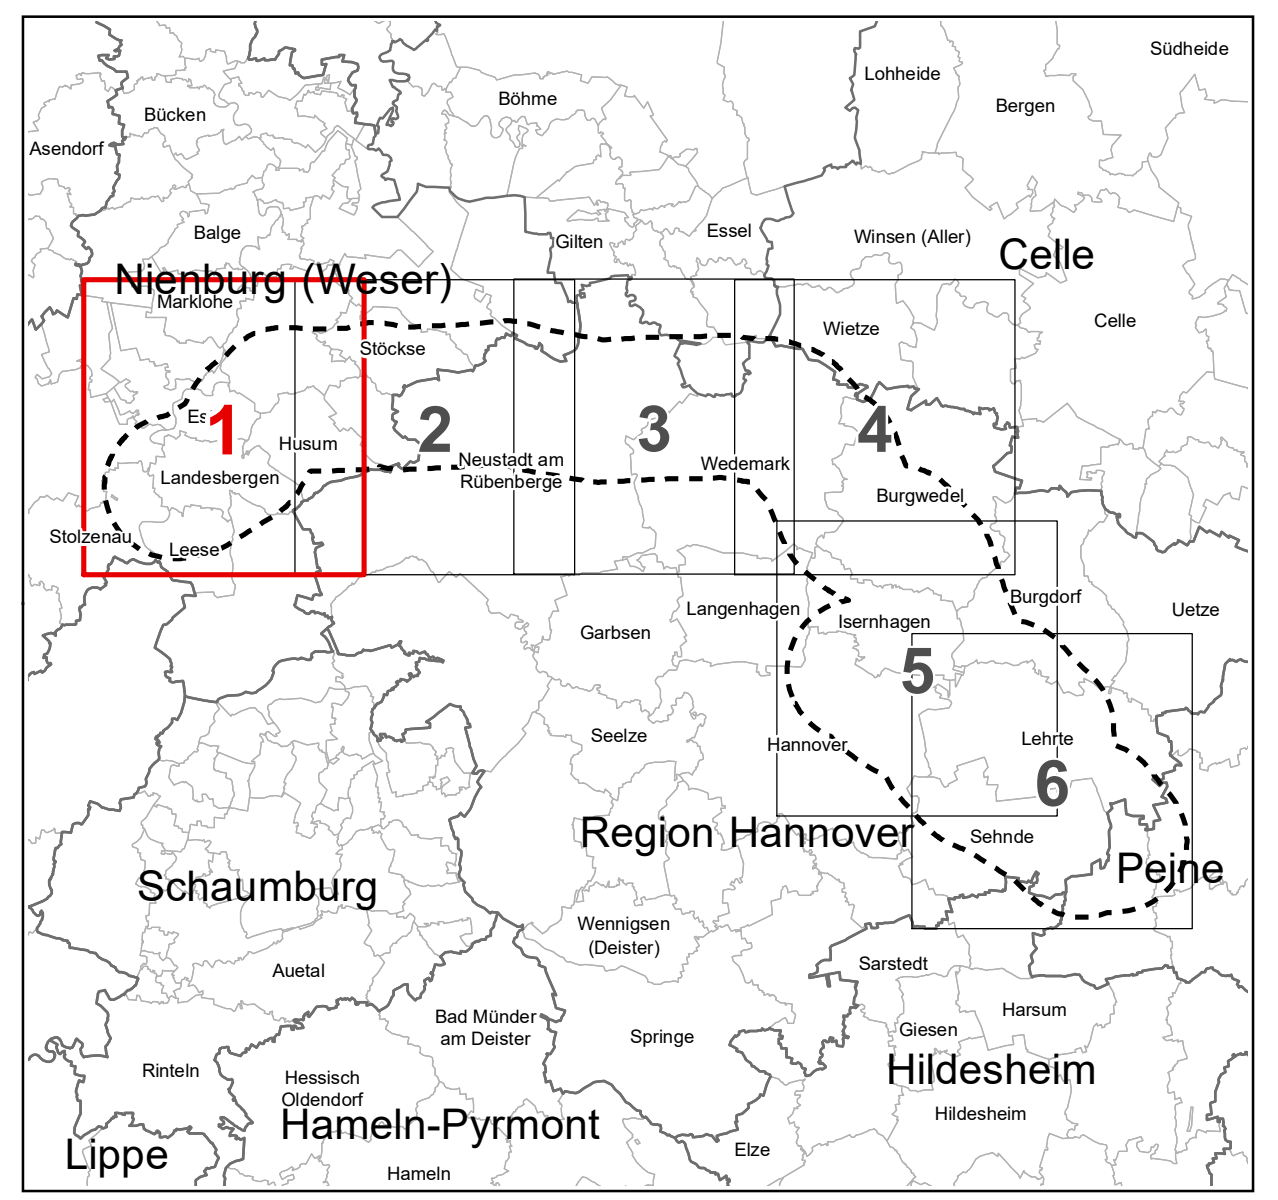 Südheide
Lohheide
Böhme
Bergen
Bücken
Asendorf
Balge
Gilten
Essel
Winsen (Aller)
Celle
Nienburg (Weser)
Marklohe
Wietze
Celle
Stöckse
1
2
3
4
Husum
Neustadt am
Rübenberge
Wedemark
Landesbergen
Burgwedel
Stolzenau
Leese
Burgdorf
Langenhagen
Uetze
Isernhagen
Garbsen
5
Seelze
Hannover
Lehrte
6
Region Hannover
Sehnde
Peine
Schaumburg
Wennigsen
(Deister)
Sarstedt
Auetal
Harsum
Bad Münder
am Deister
Giesen
Springe
Rinteln
Hildesheim
Hessisch
Oldendorf
Hildesheim
Hameln-Pyrmont
Elze
Lippe
Hameln